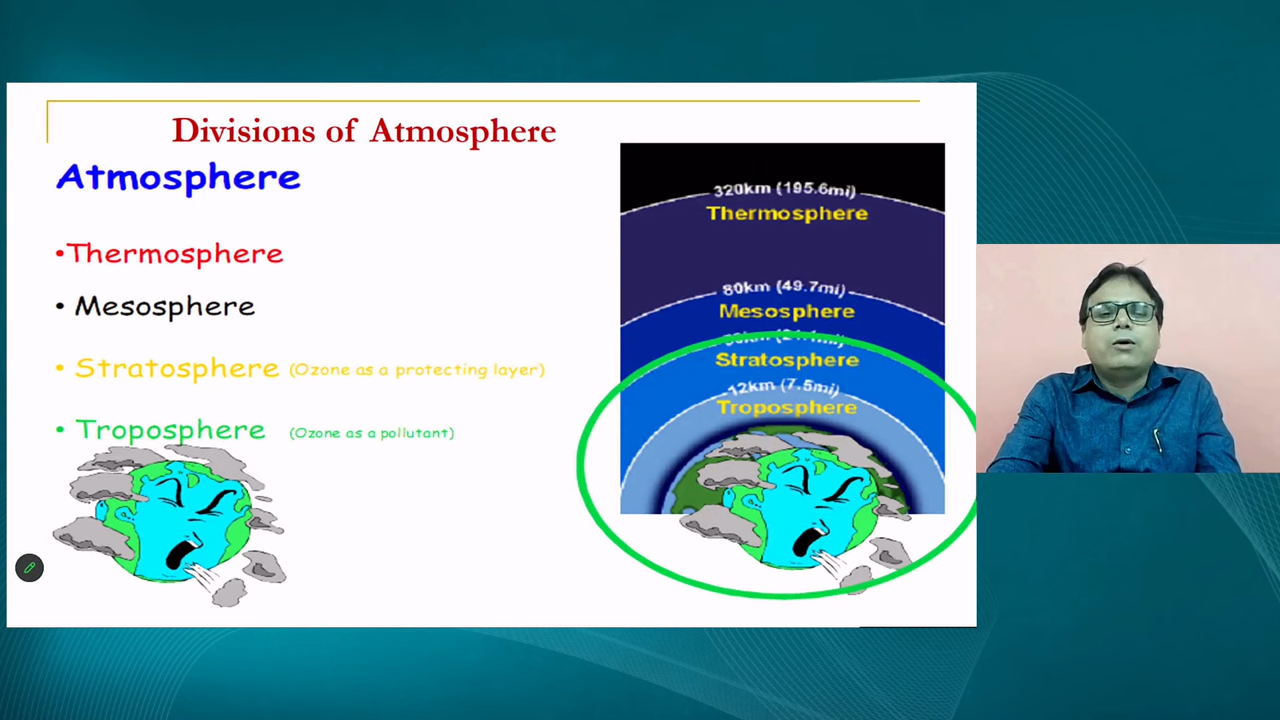 Divisions of Atmosphere
Atmosphere
•Thermosphere
• Mesosphere
• Stratosphere (Ozone as a protecting layer)
• Troposphere (Ozone as a pollutant)
320km (195.6mi)
Thermosphere
80km (49.7mi)
Mesosphere
Stratosphere
12km (7.5mi)
Troposphere